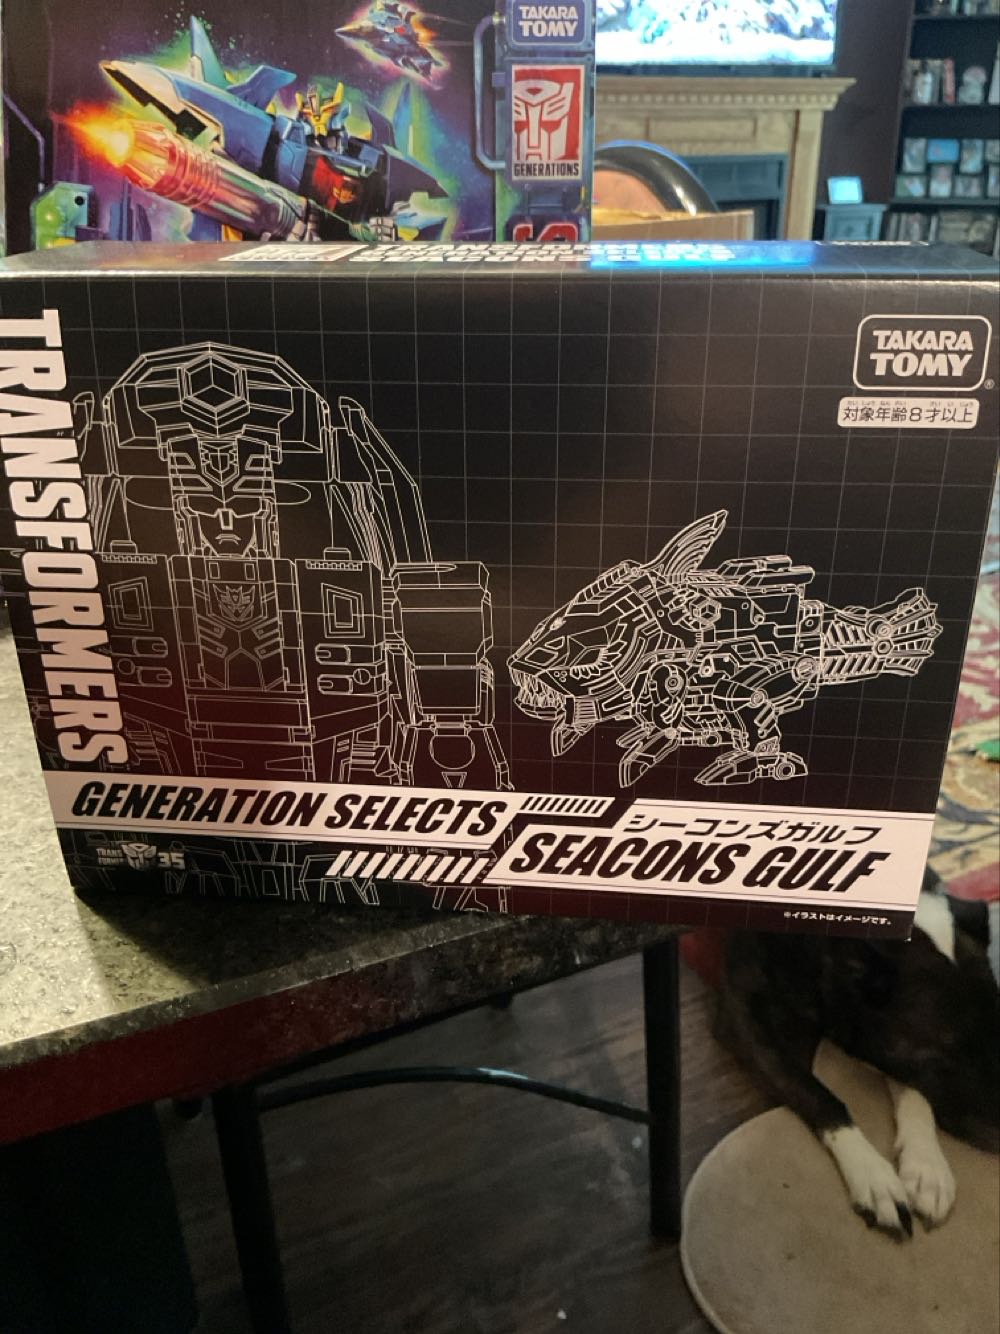 TAKARA
TOMY
GENERATIONS
TRANSFORMERS
TAKARA
TOMY
®
対象年齢8才以上
GENERATION SELECTS
シーコンズガルフ
SEACONS GULF
TRANS
FORMERS
35
※イラストはイメージです。